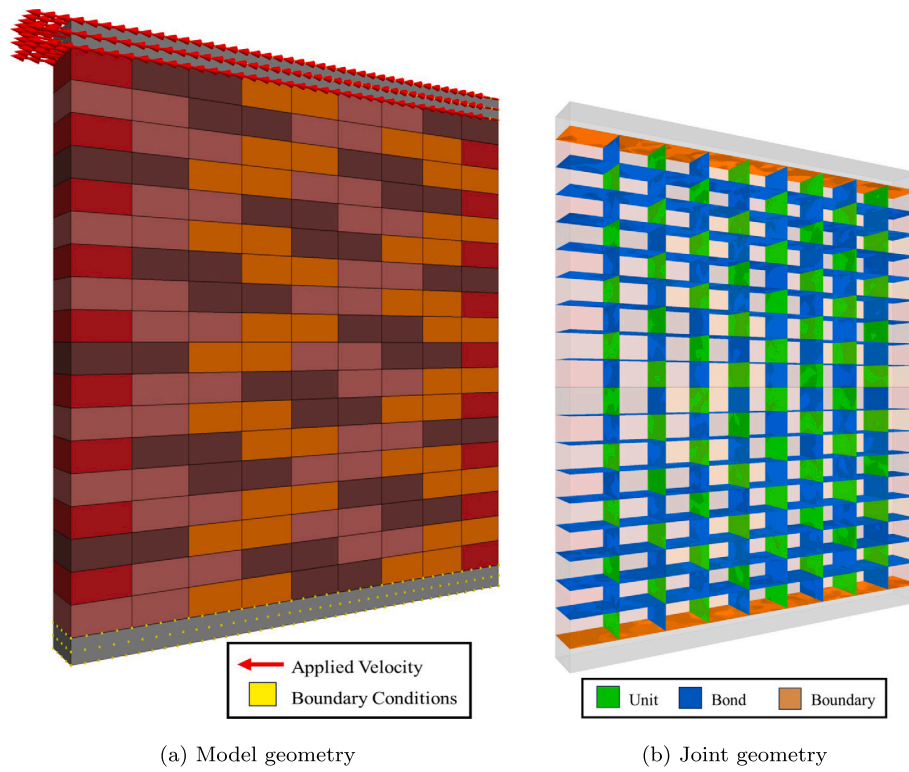 Applied Velocity
Boundary Conditions
Unit Bond Boundary
(a) Model geometry
(b) Joint geometry